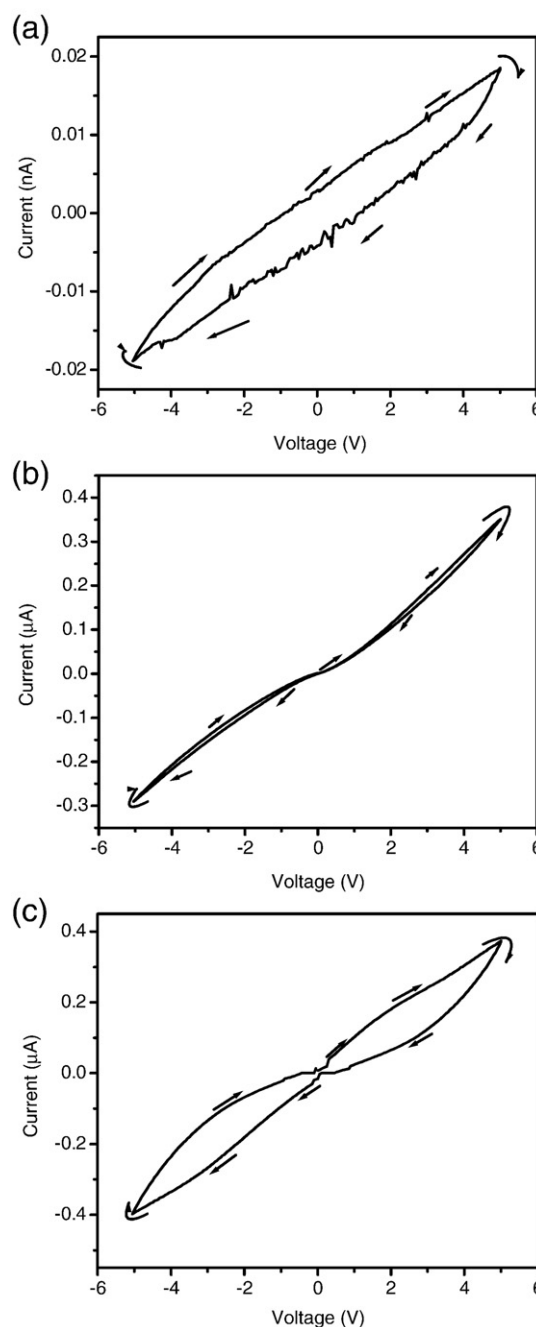 (a)
0.02
0.01
0.00
-0.01
-0.02
Current (nA)
-6 -4 -2 0 2 4 6
Voltage (V)
(b)
0.4
0.3
0.2
0.1
0.0
-0.1
-0.2
-0.3
Current (µA)
-6 -4 -2 0 2 4 6
Voltage (V)
(c)
0.4
0.2
0.0
-0.2
-0.4
Current (µA)
-6 -4 -2 0 2 4 6
Voltage (V)